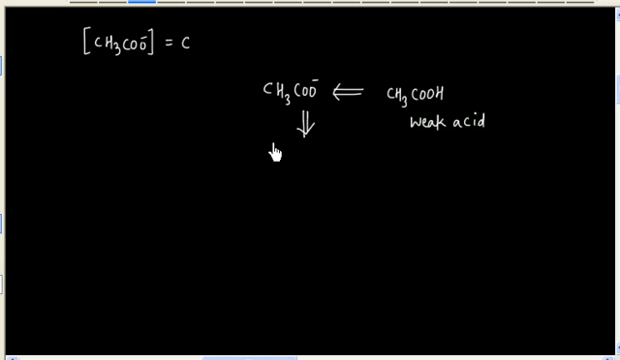 [CH₃COO⁻] = C
CH₃COO⁻ ⇐ CH₃COOH
⇓ weak acid